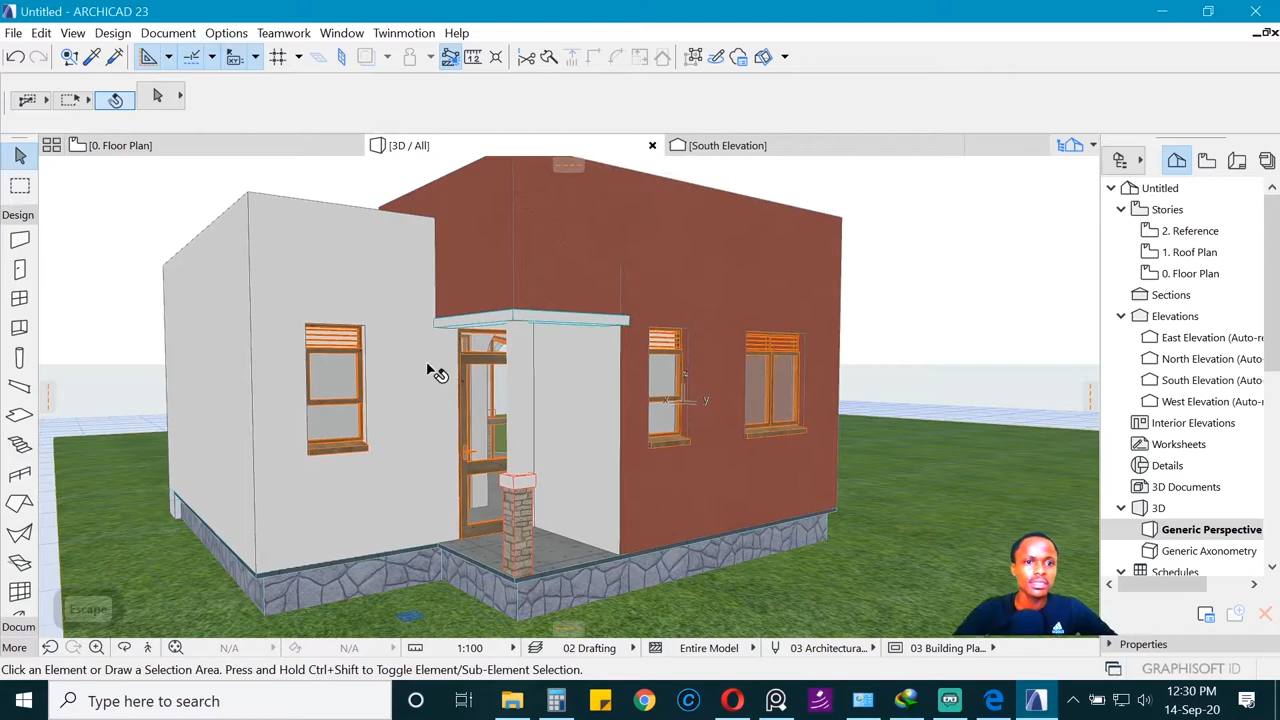 Untitled - ARCHICAD 23
File Edit View Design Document Options Teamwork Window Twinmotion Help
[0. Floor Plan] [3D / All] [South Elevation]
Design
Untitled
Stories
2. Reference
1. Roof Plan
0. Floor Plan
Sections
Elevations
East Elevation (Auto-r
North Elevation (Auto-
South Elevation (Auto-
West Elevation (Auto-
Interior Elevations
Worksheets
Details
3D Documents
3D
Generic Perspective
Generic Axonometry
Schedules
x y
Escape
Docum
More N/A N/A 1:100 02 Drafting Entire Model 03 Architectura... 03 Building Pla... Properties
Click an Element or Draw a Selection Area. Press and Hold Ctrl+Shift to Toggle Element/Sub-Element Selection. GRAPHISOFT ID
Type here to search
12:30 PM
14-Sep-20